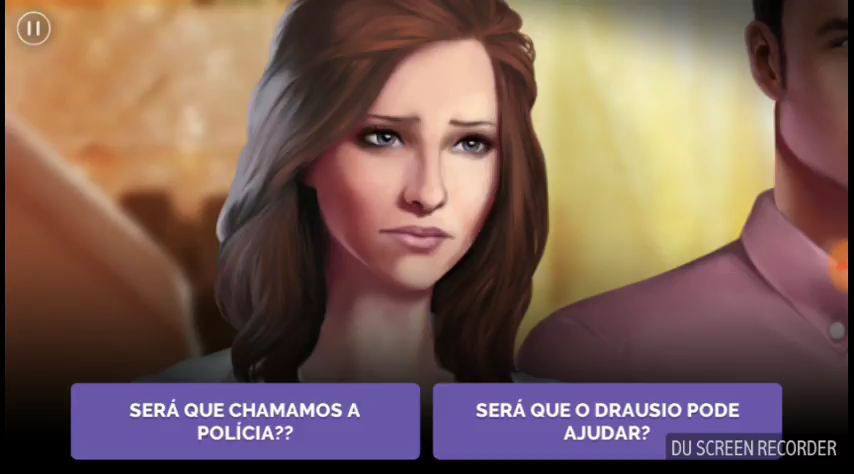 SERÁ QUE CHAMAMOS A
POLÍCIA??
SERÁ QUE O DRAUSIO PODE
AJUDAR?
DU SCREEN RECORDER